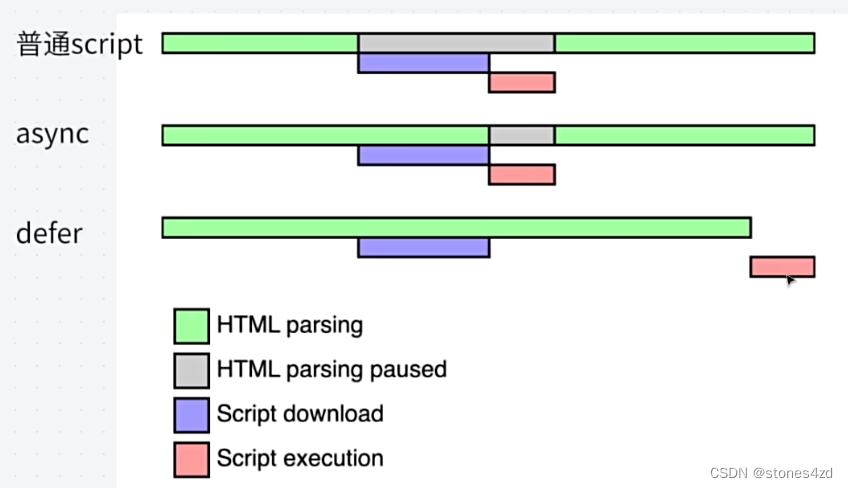 普通script
async
defer
HTML parsing
HTML parsing paused
Script download
Script execution
CSDN @stones4zd